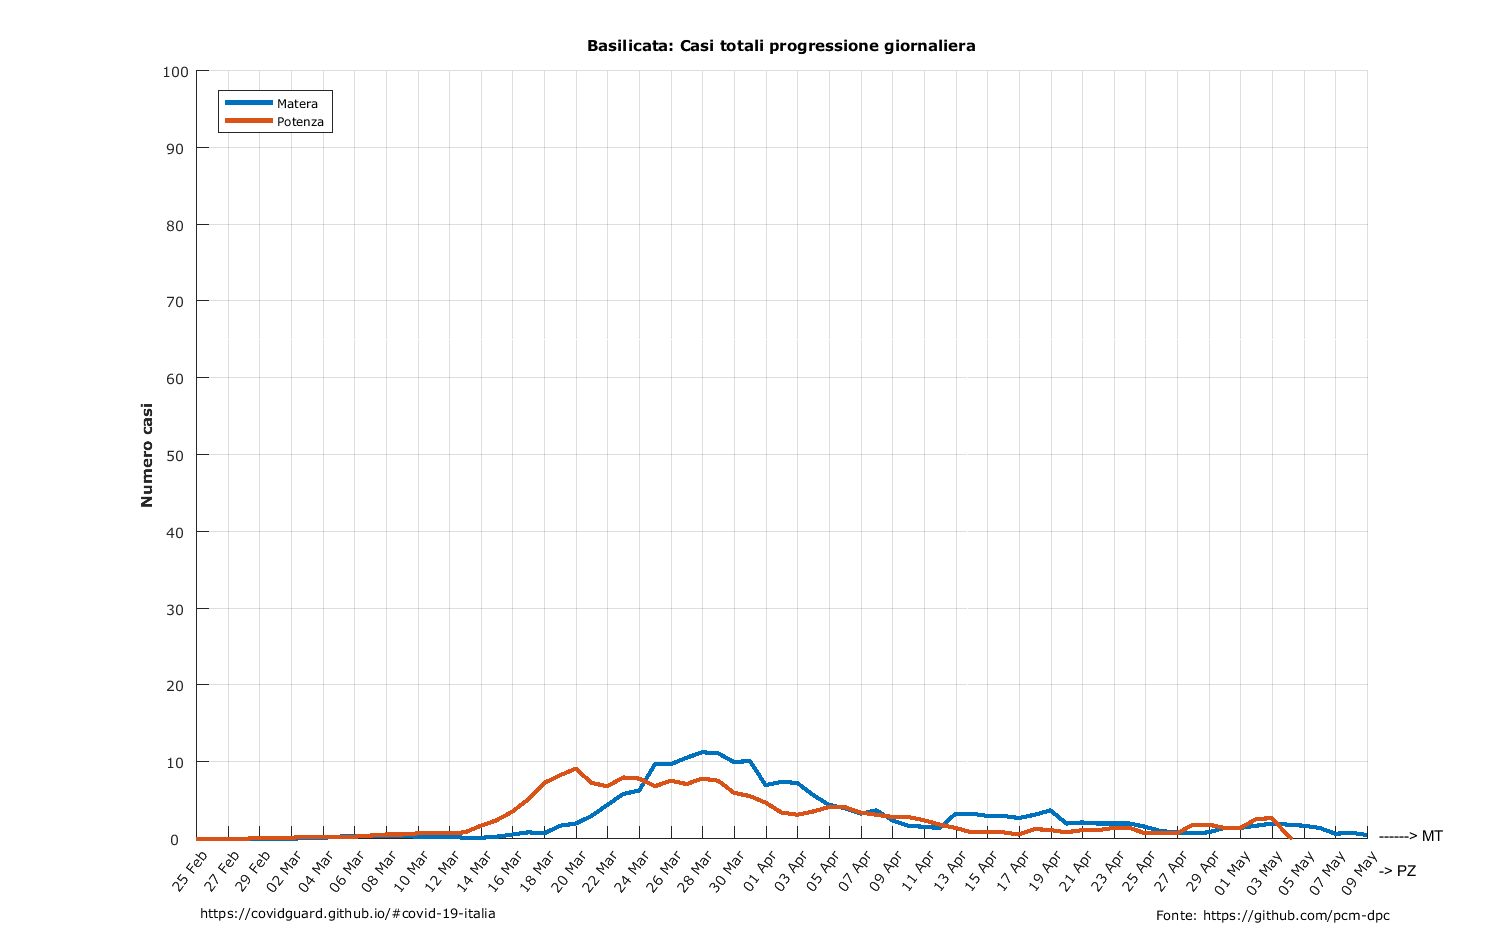 Basilicata: Casi totali progressione giornaliera
Matera
Potenza
100
90
80
70
60
50
40
30
20
10
0
Numero casi
25 Feb
27 Feb
29 Feb
02 Mar
04 Mar
06 Mar
08 Mar
10 Mar
12 Mar
14 Mar
16 Mar
18 Mar
20 Mar
22 Mar
24 Mar
26 Mar
28 Mar
30 Mar
01 Apr
03 Apr
05 Apr
07 Apr
09 Apr
11 Apr
13 Apr
15 Apr
17 Apr
19 Apr
21 Apr
23 Apr
25 Apr
27 Apr
29 Apr
01 May
03 May
05 May
07 May
09 May
------> MT
-> PZ
https://covidguard.github.io/#covid-19-italia
Fonte: https://github.com/pcm-dpc